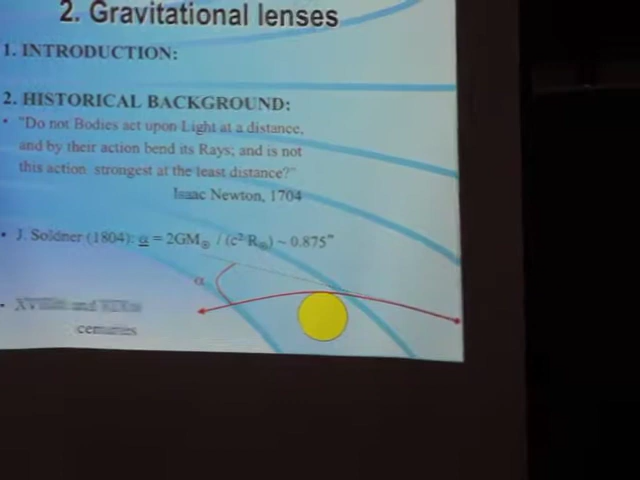 2. Gravitational lenses
1. INTRODUCTION:
2. HISTORICAL BACKGROUND:
• "Do not Bodies act upon Light at a distance,
and by their action bend its Rays; and is not
this action strongest at the least distance?"
Isaac Newton, 1704
• J. Soldner (1804): α = 2GM⊙ / (c² R⊙) ~ 0.875"
α
• and
centuries